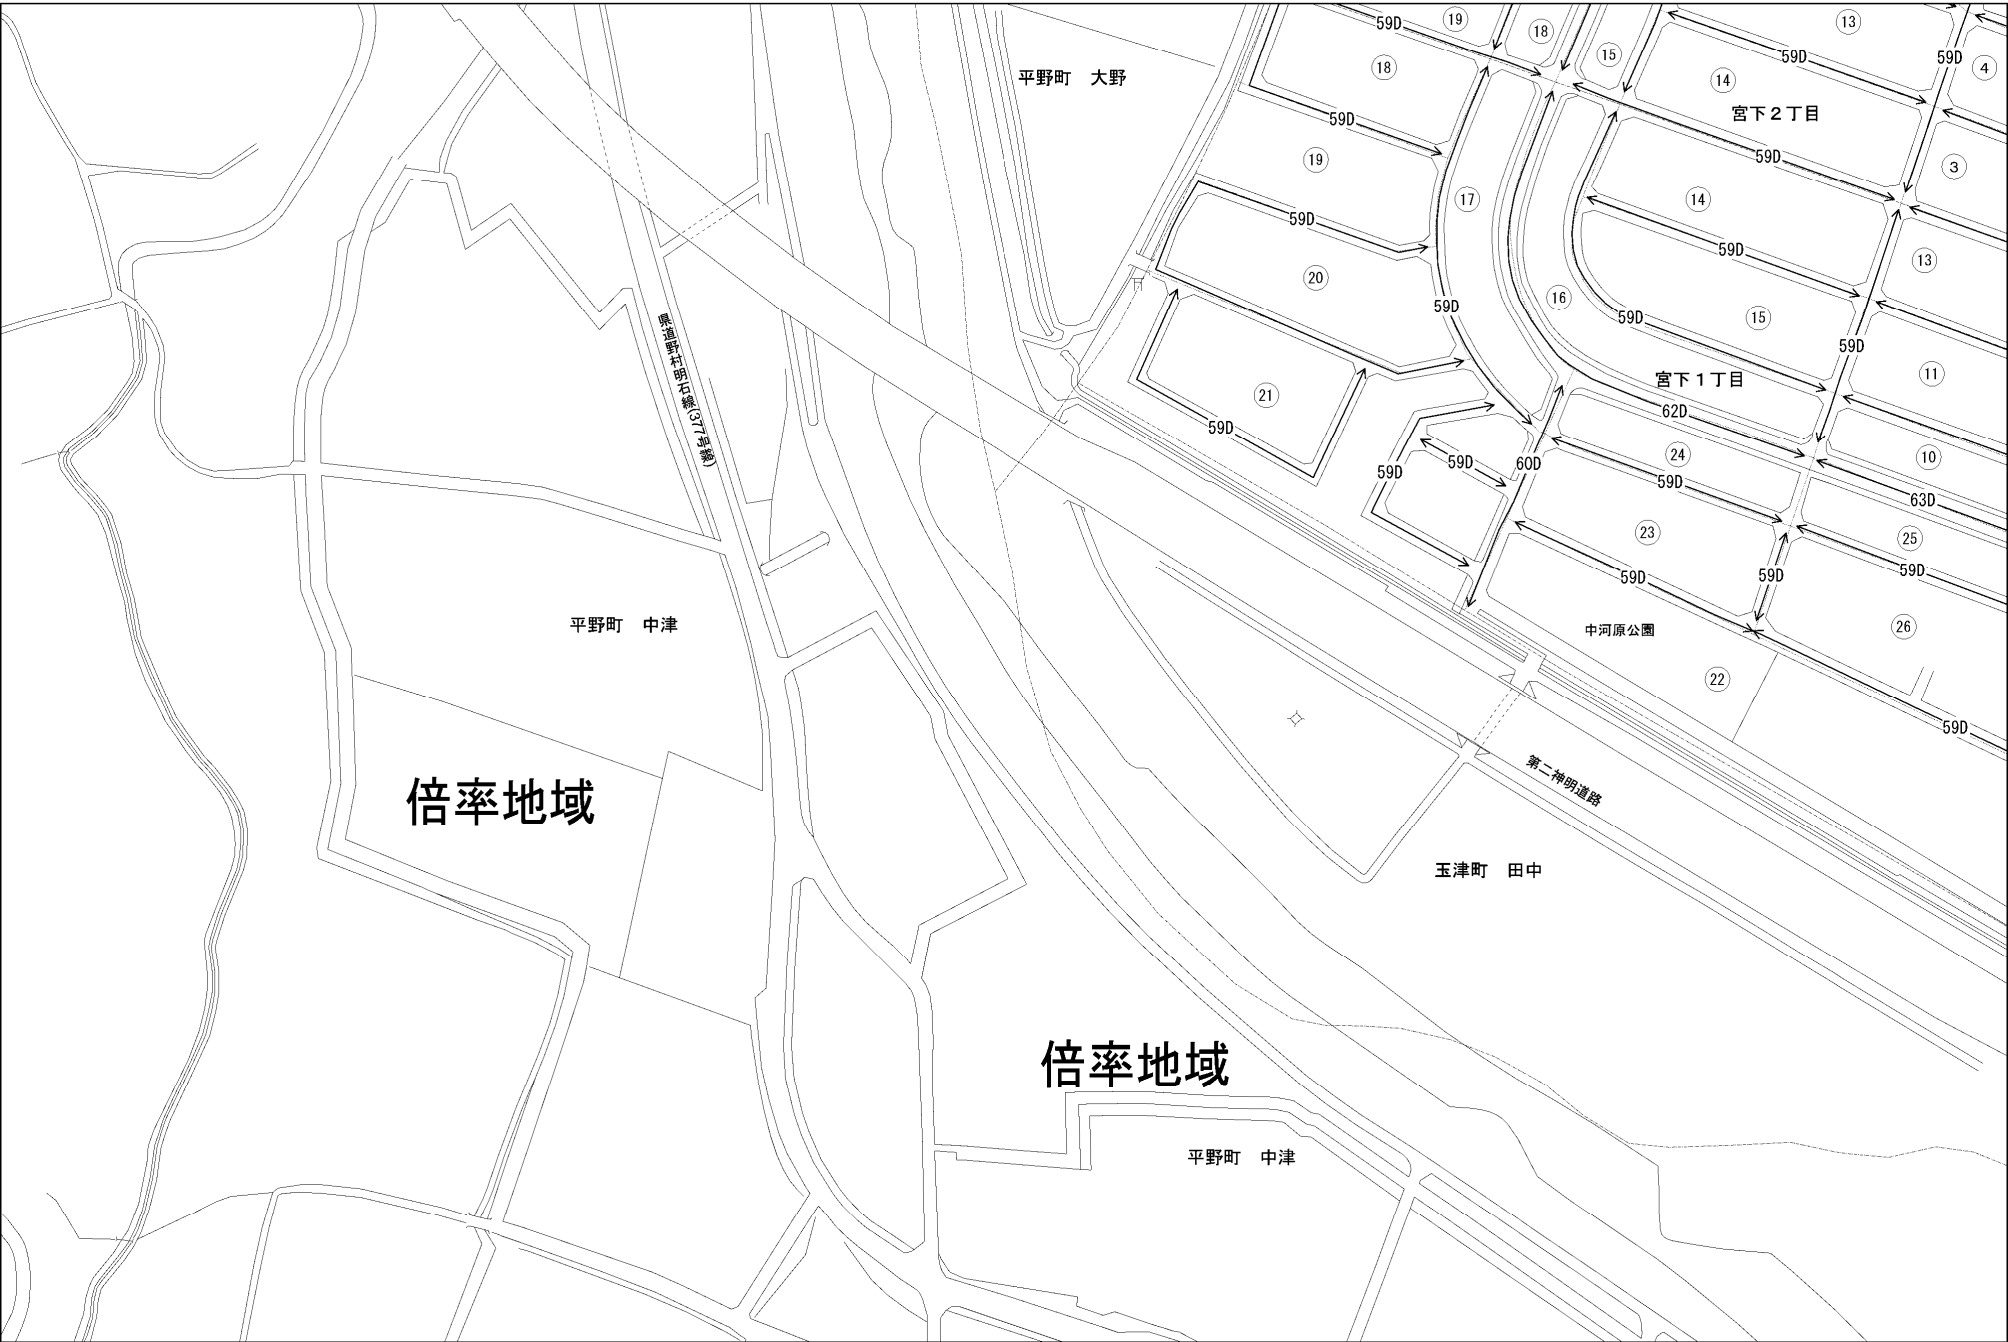 59D
⑲
⑱
⑬
平野町　大野
⑱
⑮
⑭
59D
59D
④
59D
宮下２丁目
⑲
59D
③
⑰
⑭
59D
59D
⑬
⑳
⑯
59D
59D
⑮
59D
県道野村明石線(377号線)
⑪
㉑
宮下１丁目
62D
59D
⑩
㉔
59D
59D
60D
59D
63D
㉓
㉕
59D
59D
59D
平野町　中津
中河原公園
㉖
㉒
59D
第二神明道路
倍率地域
玉津町　田中
倍率地域
平野町　中津